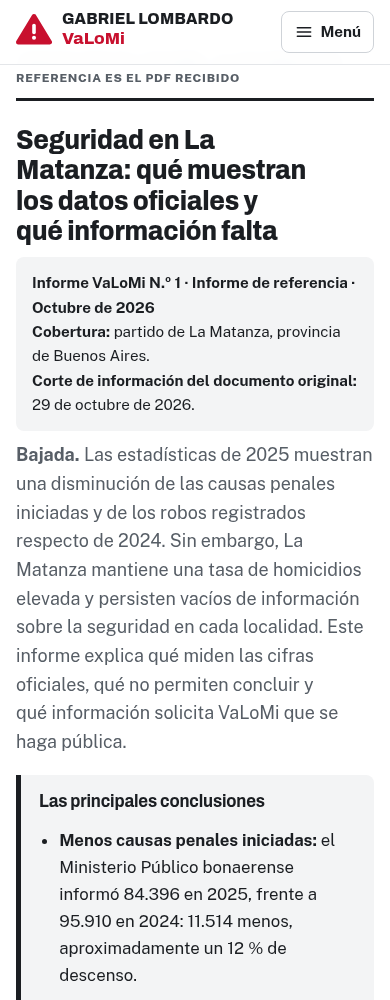 GABRIEL LOMBARDO
VaLoMi
Menú
REFERENCIA ES EL PDF RECIBIDO
Seguridad en La
Matanza: qué muestran
los datos oficiales y
qué información falta
Informe VaLoMi N.º 1 · Informe de referencia ·
Octubre de 2026
Cobertura: partido de La Matanza, provincia
de Buenos Aires.
Corte de información del documento original:
29 de octubre de 2026.
Bajada. Las estadísticas de 2025 muestran
una disminución de las causas penales
iniciadas y de los robos registrados
respecto de 2024. Sin embargo, La
Matanza mantiene una tasa de homicidios
elevada y persisten vacíos de información
sobre la seguridad en cada localidad. Este
informe explica qué miden las cifras
oficiales, qué no permiten concluir y
qué información solicita VaLoMi que se
haga pública.
Las principales conclusiones
• Menos causas penales iniciadas: el
Ministerio Público bonaerense
informó 84.396 en 2025, frente a
95.910 en 2024: 11.514 menos,
aproximadamente un 12 % de
descenso.